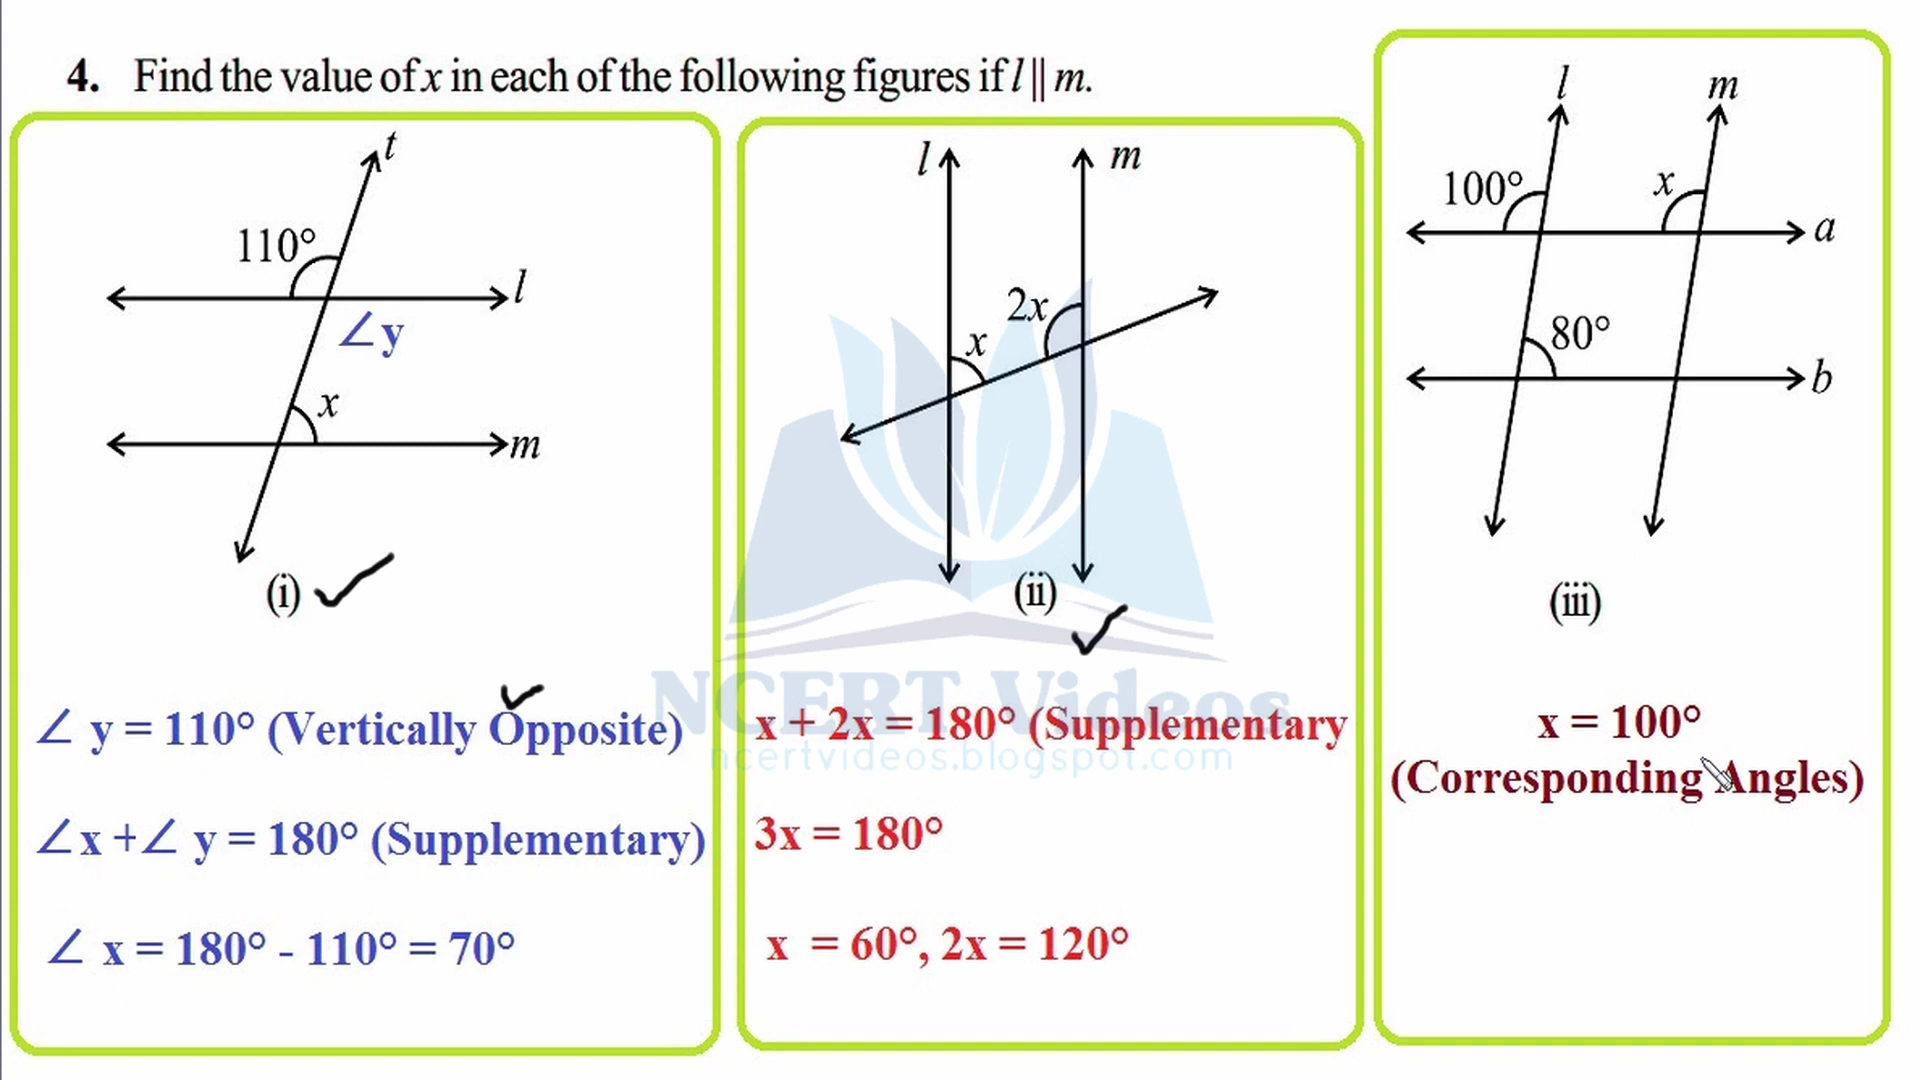 4. Find the value of x in each of the following figures if l || m.
t
110°
l
∠y
x
m
(i)
∠ y = 110° (Vertically Opposite)
∠x +∠ y = 180° (Supplementary)
∠ x = 180° - 110° = 70°
l
m
2x
x
(ii)
x + 2x = 180° (Supplementary
3x = 180°
x = 60°, 2x = 120°
l
m
100°
x
a
80°
b
(iii)
x = 100°
(Corresponding Angles)
NCERT Videos
ncertvideos.blogspot.com